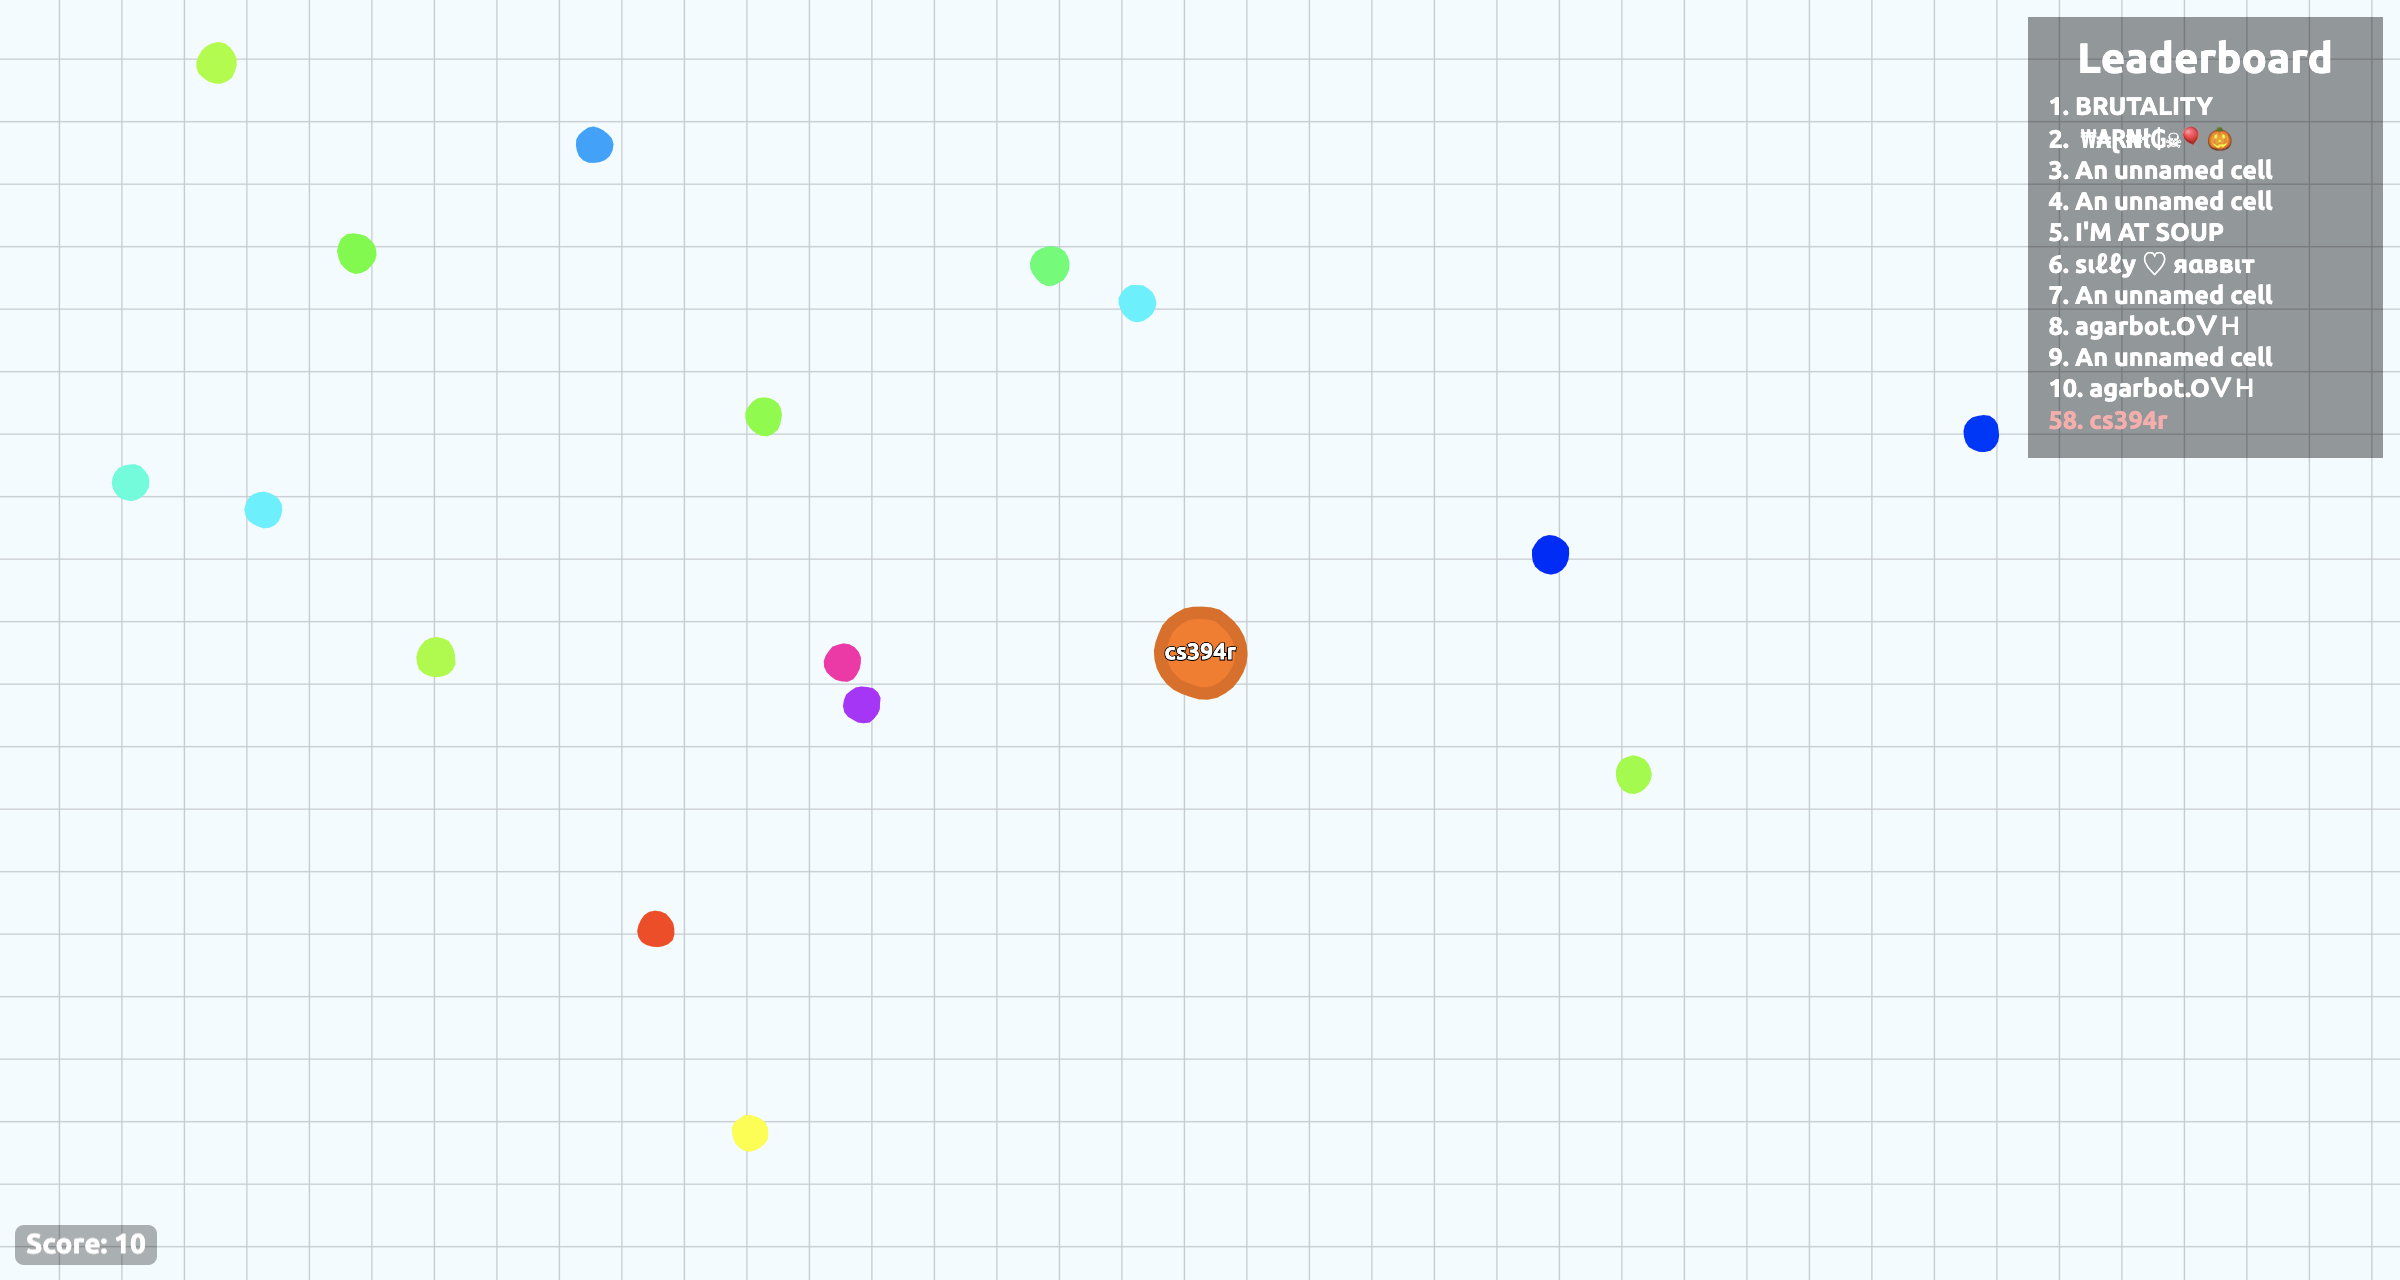 Leaderboard
1. BRUTALITY
2.
3. An unnamed cell
4. An unnamed cell
5. I'M AT SOUP
6. sιℓℓy ♡ яαввιт
7. An unnamed cell
8. agarbot.OVH
9. An unnamed cell
10. agarbot.OVH
58. cs394r
cs394r
Score: 10